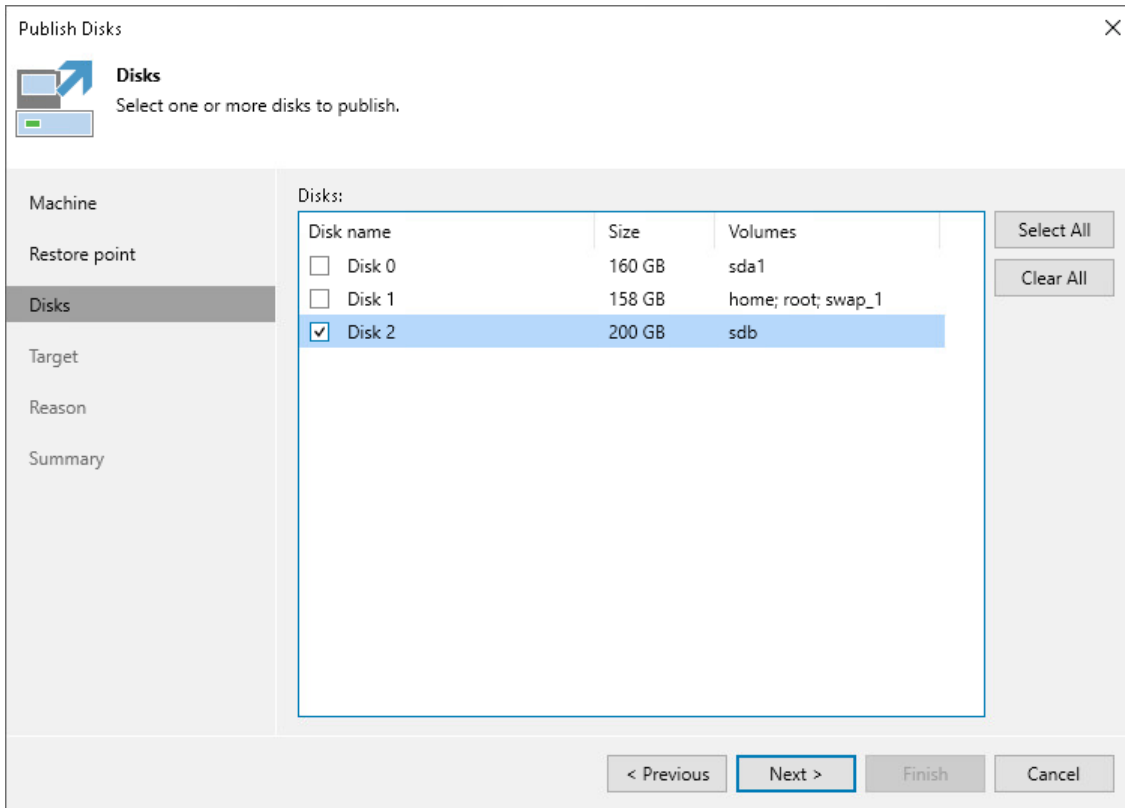 Publish Disks
Disks
Select one or more disks to publish.
Machine
Restore point
Disks
Target
Reason
Summary
Disks:
Disk name Size Volumes
Disk 0 160 GB sda1
Disk 1 158 GB home; root; swap_1
Disk 2 200 GB sdb
Select All
Clear All
< Previous Next > Finish Cancel